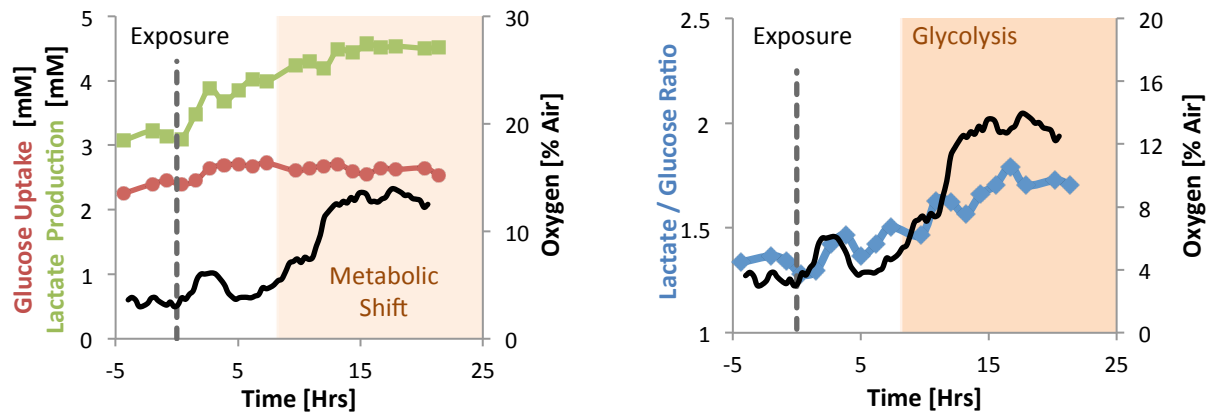 Glucose Uptake [mM]
Lactate Production [mM]
5
4
3
2
1
0
Exposure
Metabolic
Shift
30
20
10
0
Oxygen [% Air]
-5
5
15
25
Time [Hrs]
Lactate / Glucose Ratio
2.5
2
1.5
1
Exposure
Glycolysis
20
16
12
8
4
0
Oxygen [% Air]
-5
5
15
25
Time [Hrs]